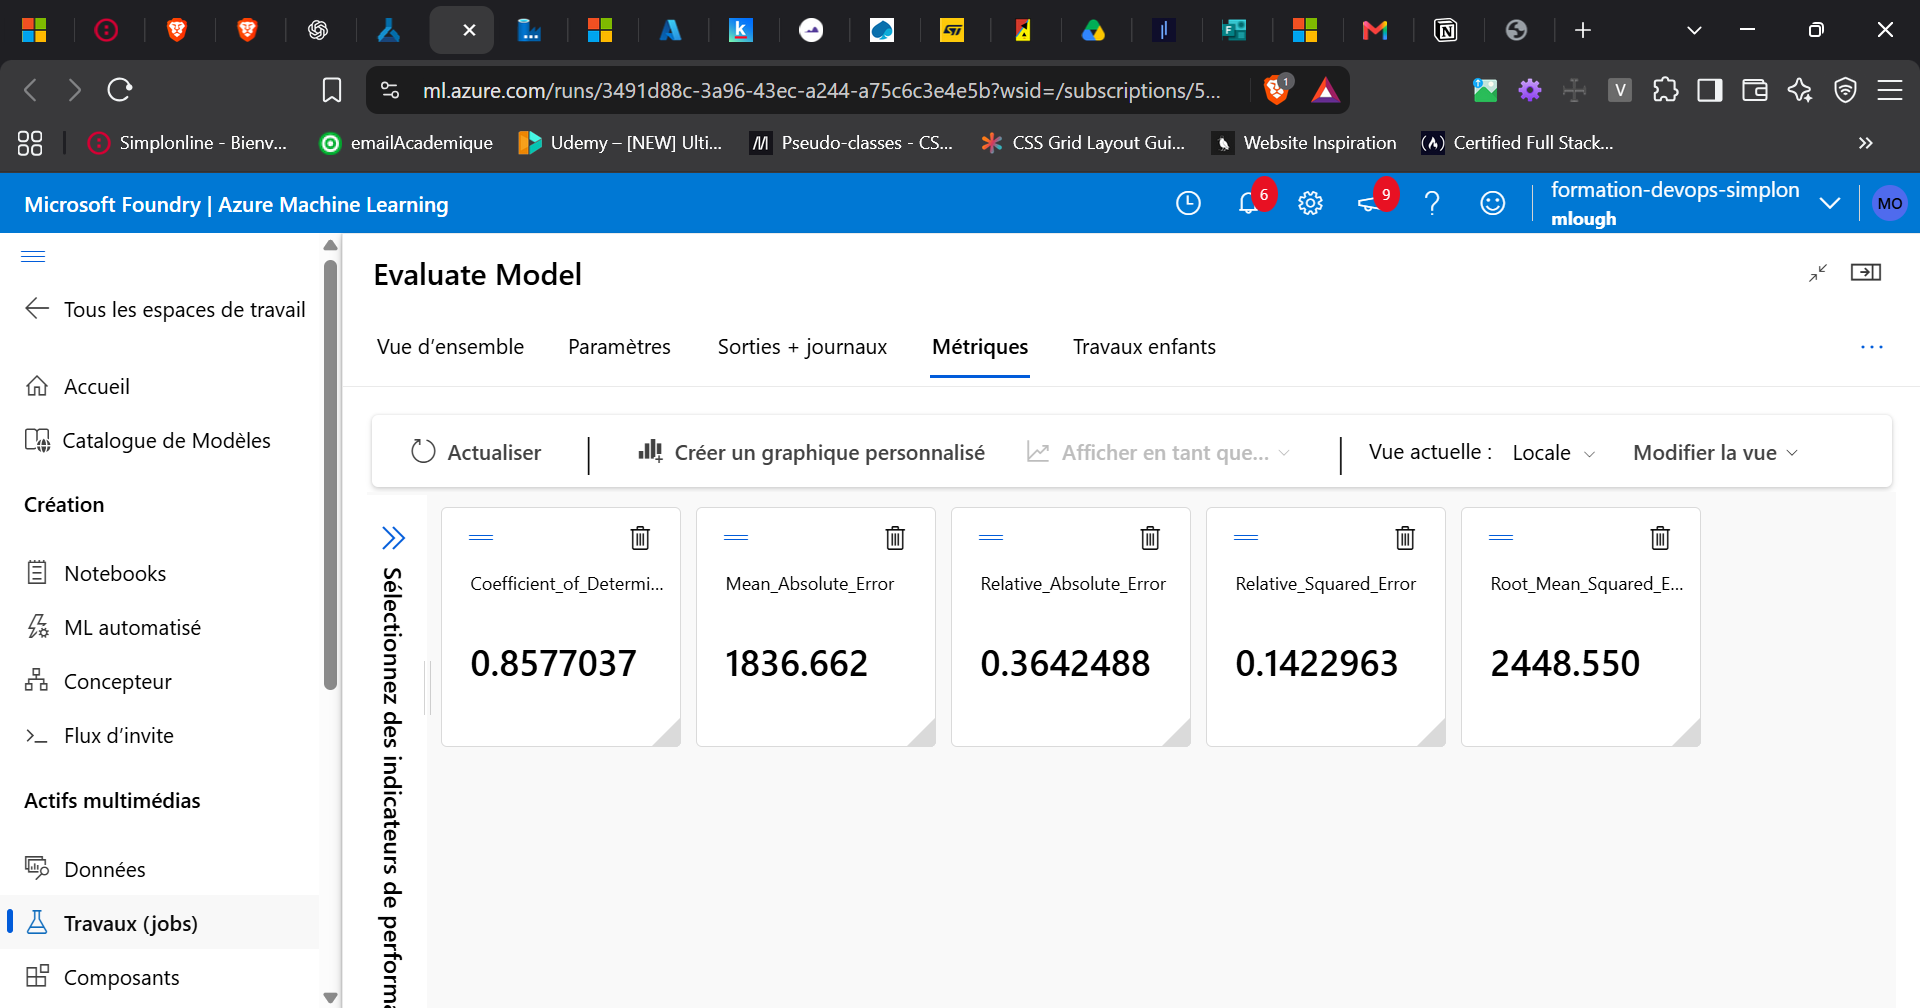 ml.azure.com/runs/3491d88c-3a96-43ec-a244-a75c6c3e4e5b?wsid=/subscriptions/5...
1
V
Simplonline - Bienv...
emailAcademique
Udemy – [NEW] Ulti...
Pseudo-classes - CS...
CSS Grid Layout Gui...
Website Inspiration
Certified Full Stack...
Microsoft Foundry | Azure Machine Learning
6
9
formation-devops-simplon
mlough
MO
Tous les espaces de travail
Accueil
Catalogue de Modèles
Création
Notebooks
ML automatisé
Concepteur
Flux d’invite
Actifs multimédias
Données
Travaux (jobs)
Composants
Evaluate Model
Vue d’ensemble
Paramètres
Sorties + journaux
Métriques
Travaux enfants
Actualiser
Créer un graphique personnalisé
Afficher en tant que...
Vue actuelle :
Locale
Modifier la vue
Sélectionnez des indicateurs de performa
Coefficient_of_Determi...
0.8577037
Mean_Absolute_Error
1836.662
Relative_Absolute_Error
0.3642488
Relative_Squared_Error
0.1422963
Root_Mean_Squared_E...
2448.550